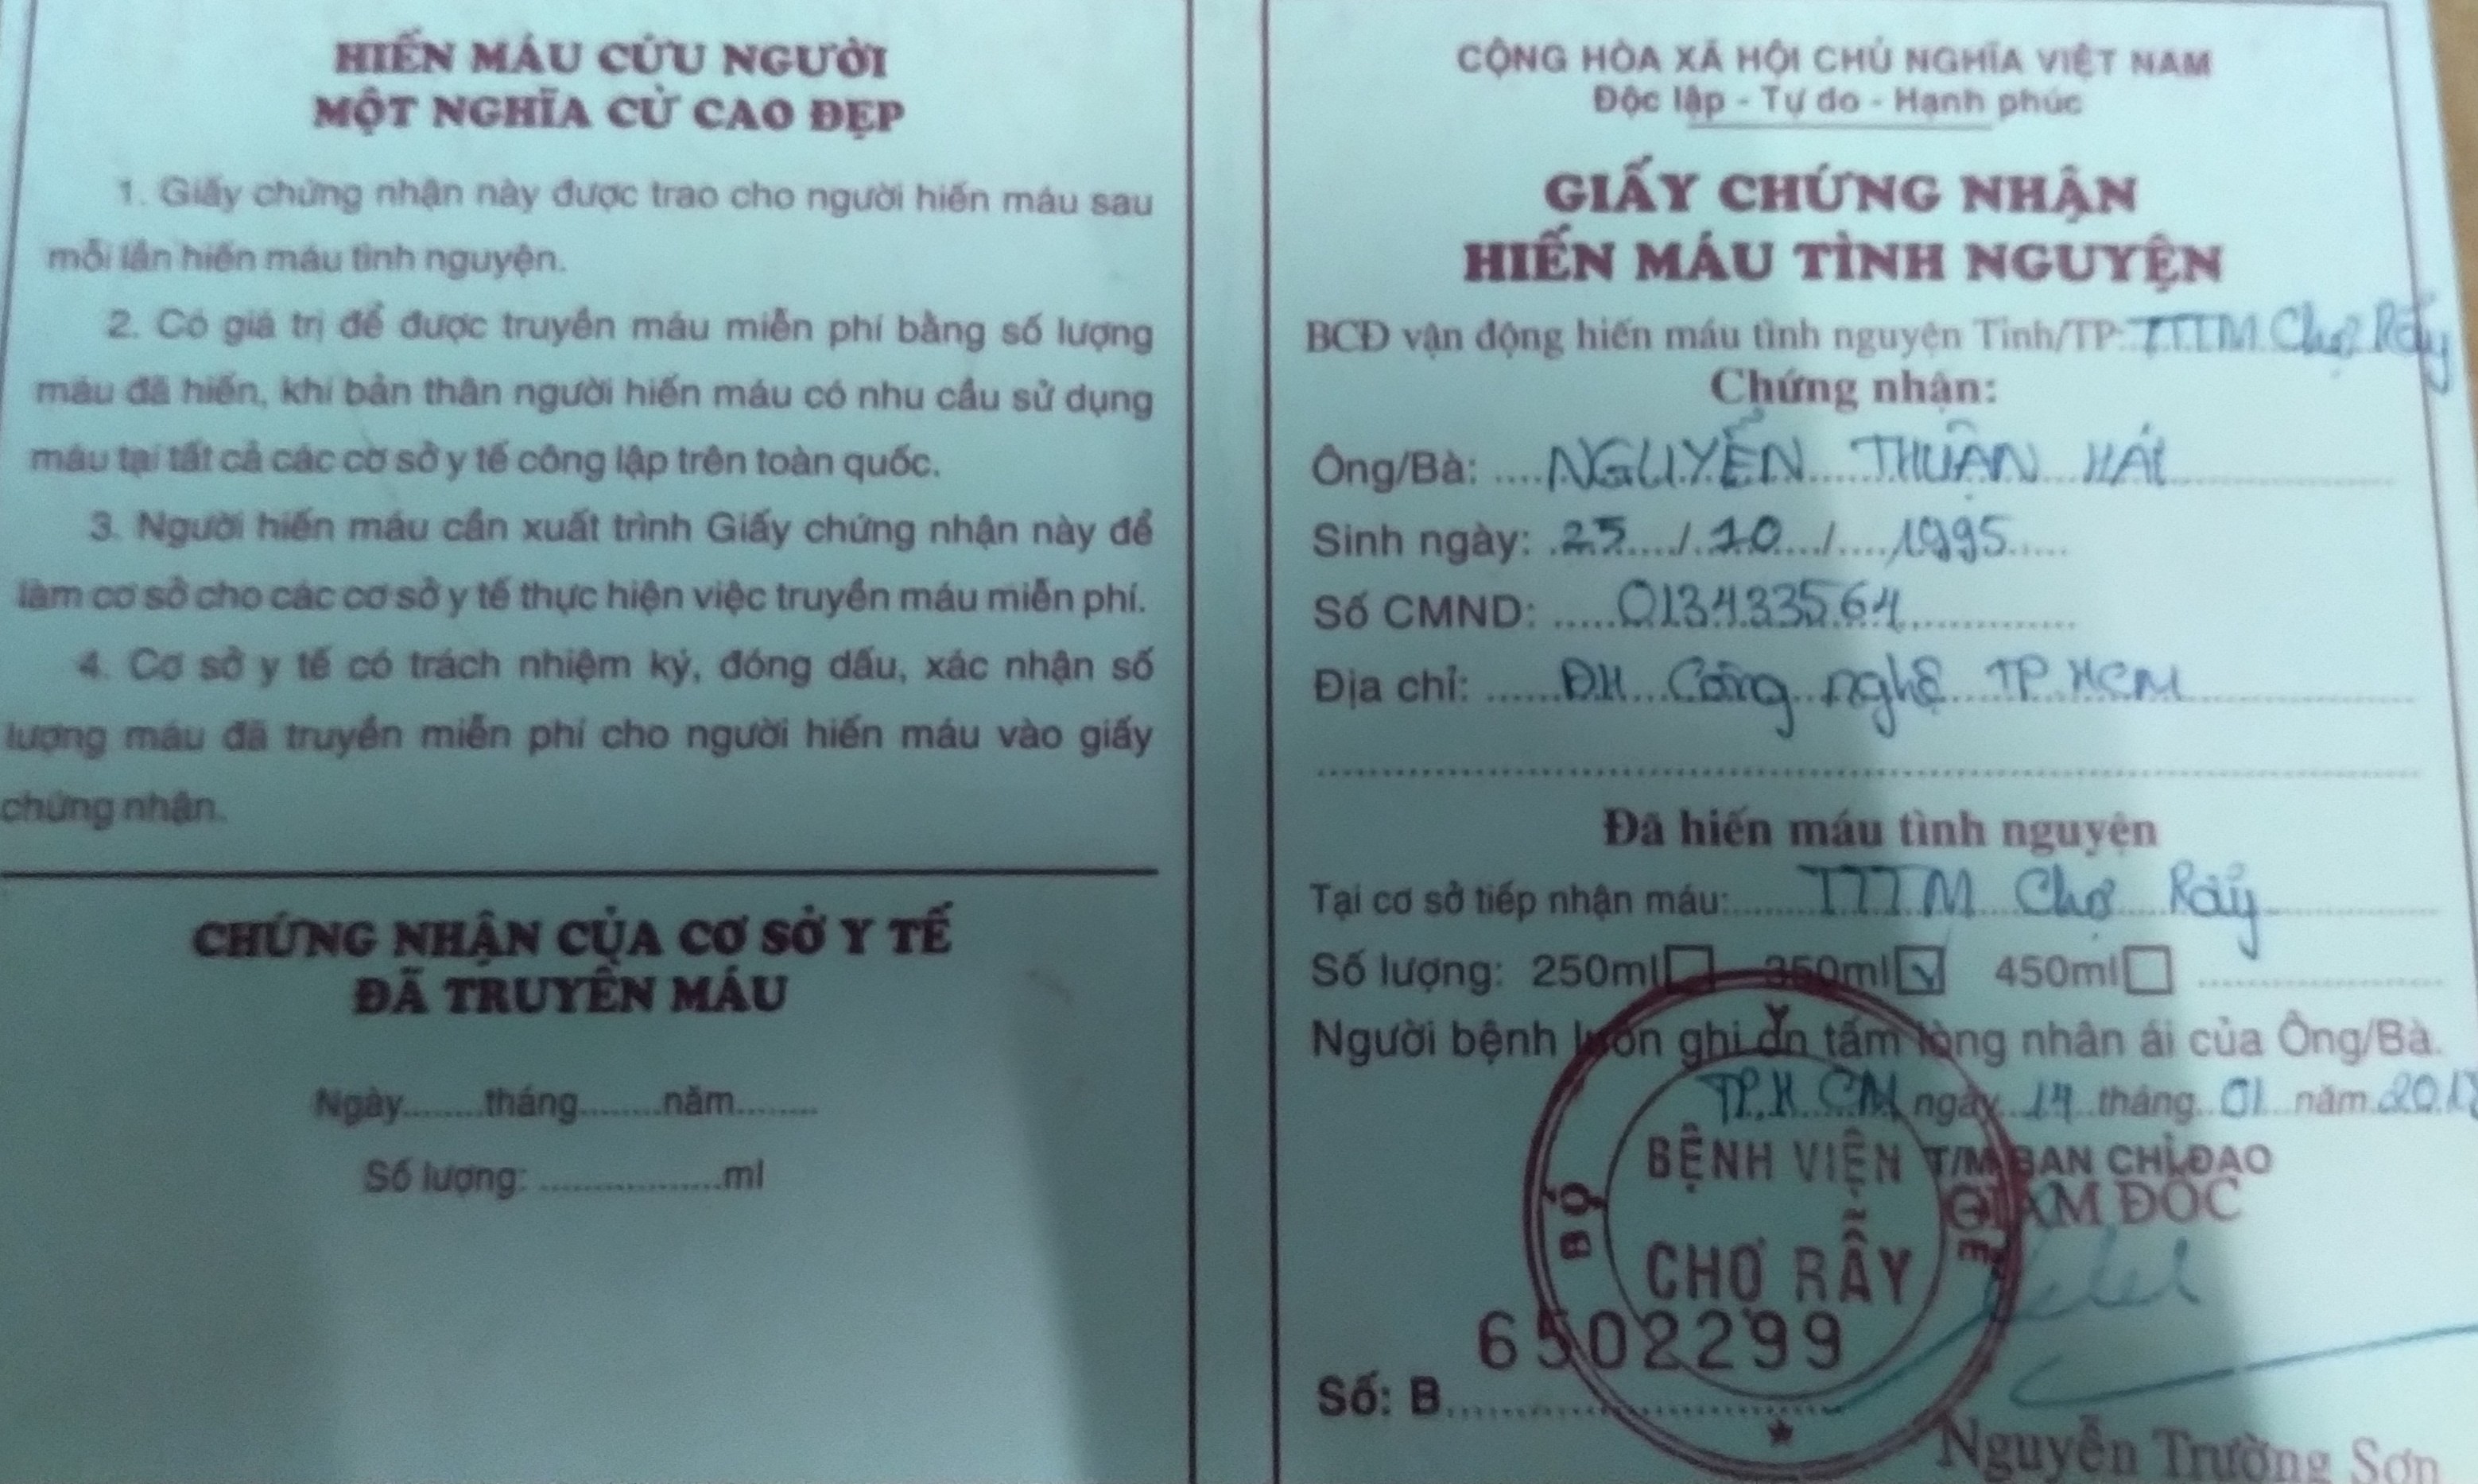 HIẾN MÁU CỨU NGƯỜI
MỘT NGHĨA CỬ CAO ĐẸP
1. Giấy chứng nhận này được trao cho người hiến máu sau
mỗi lần hiến máu tình nguyện.
2. Có giá trị để được truyền máu miễn phí bằng số lượng
máu đã hiến, khi bản thân người hiến máu có nhu cầu sử dụng
máu tại tất cả các cơ sở y tế công lập trên toàn quốc.
3. Người hiến máu cần xuất trình Giấy chứng nhận này để
làm cơ sở cho các cơ sở y tế thực hiện việc truyền máu miễn phí.
4. Cơ sở y tế có trách nhiệm ký, đóng dấu, xác nhận số
lượng máu đã truyền miễn phí cho người hiến máu vào giấy
chứng nhận.
CHỨNG NHẬN CỦA CƠ SỞ Y TẾ
ĐÃ TRUYỀN MÁU
Ngày........tháng........năm........
Số lượng: ..................ml
CỘNG HÒA XÃ HỘI CHỦ NGHĨA VIỆT NAM
Độc lập - Tự do - Hạnh phúc
GIẤY CHỨNG NHẬN
HIẾN MÁU TÌNH NGUYỆN
BCĐ vận động hiến máu tình nguyện Tỉnh/TP: TTTM Chợ Rẫy
Chứng nhận:
Ông/Bà: NGUYỄN THUẬN HẢI
Sinh ngày: 25 / 10 / 1995
Số CMND: 013433564
Địa chỉ: ĐH Công nghệ TP.HCM
Đã hiến máu tình nguyện
Tại cơ sở tiếp nhận máu: TTTM Chợ Rẫy
Số lượng: 250ml 350ml 450ml
Người bệnh luôn ghi ơn tấm lòng nhân ái của Ông/Bà.
TP.HCM ngày 14 tháng 01 năm
T/M BAN CHỈ ĐẠO
GIÁM ĐỐC
BỘ Y TẾ
BỆNH VIỆN
CHỢ RẪY
6502299
Số: B
Nguyễn Trường Sơn